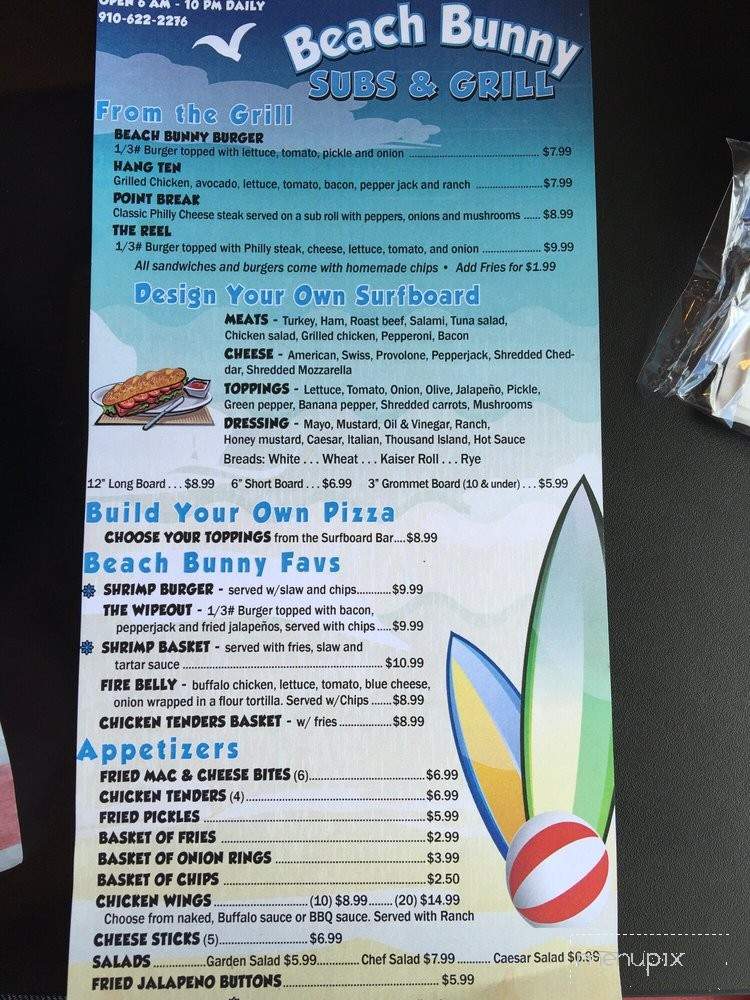 OPEN 6 AM - 10 PM DAILY
910-622-2276
Beach Bunny
SUBS & GRILL
From the Grill
BEACH BUNNY BURGER
1/3# Burger topped with lettuce, tomato, pickle and onion ........ $7.99
HANG TEN
Grilled Chicken, avocado, lettuce, tomato, bacon, pepper jack and ranch ........ $7.99
POINT BREAK
Classic Philly Cheese steak served on a sub roll with peppers, onions and mushrooms ...... $8.99
THE REEL
1/3# Burger topped with Philly steak, cheese, lettuce, tomato, and onion ........ $9.99
All sandwiches and burgers come with homemade chips • Add Fries for $1.99
Design Your Own Surfboard
MEATS - Turkey, Ham, Roast beef, Salami, Tuna salad,
Chicken salad, Grilled chicken, Pepperoni, Bacon
CHEESE - American, Swiss, Provolone, Pepperjack, Shredded Ched-
dar, Shredded Mozzarella
TOPPINGS - Lettuce, Tomato, Onion, Olive, Jalapeño, Pickle,
Green pepper, Banana pepper, Shredded carrots, Mushrooms
DRESSING - Mayo, Mustard, Oil & Vinegar, Ranch,
Honey mustard, Caesar, Italian, Thousand Island, Hot Sauce
Breads: White . . . Wheat . . . Kaiser Roll . . . Rye
12" Long Board . . . $8.99 6" Short Board . . . $6.99 3" Grommet Board (10 & under) . . . $5.99
Build Your Own Pizza
CHOOSE YOUR TOPPINGS from the Surfboard Bar....$8.99
Beach Bunny Favs
SHRIMP BURGER - served w/slaw and chips...........$9.99
THE WIPEOUT - 1/3# Burger topped with bacon,
pepperjack and fried jalapeños, served with chips .....$9.99
SHRIMP BASKET - served with fries, slaw and
tartar sauce ........ $10.99
FIRE BELLY - buffalo chicken, lettuce, tomato, blue cheese,
onion wrapped in a flour tortilla. Served w/Chips .......$8.99
CHICKEN TENDERS BASKET - w/ fries................$8.99
Appetizers
FRIED MAC & CHEESE BITES (6)........$6.99
CHICKEN TENDERS (4)........$6.99
FRIED PICKLES ........$5.99
BASKET OF FRIES ........$2.99
BASKET OF ONION RINGS ........$3.99
BASKET OF CHIPS ........$2.50
CHICKEN WINGS........(10) $8.99........ (20) $14.99
Choose from naked, Buffalo sauce or BBQ sauce. Served with Ranch
CHEESE STICKS (5)........ $6.99
SALADS ........Garden Salad $5.99........ Chef Salad $7.99 ........ Caesar Salad $6.99
FRIED JALAPENO BUTTONS........ $5.99
menupix